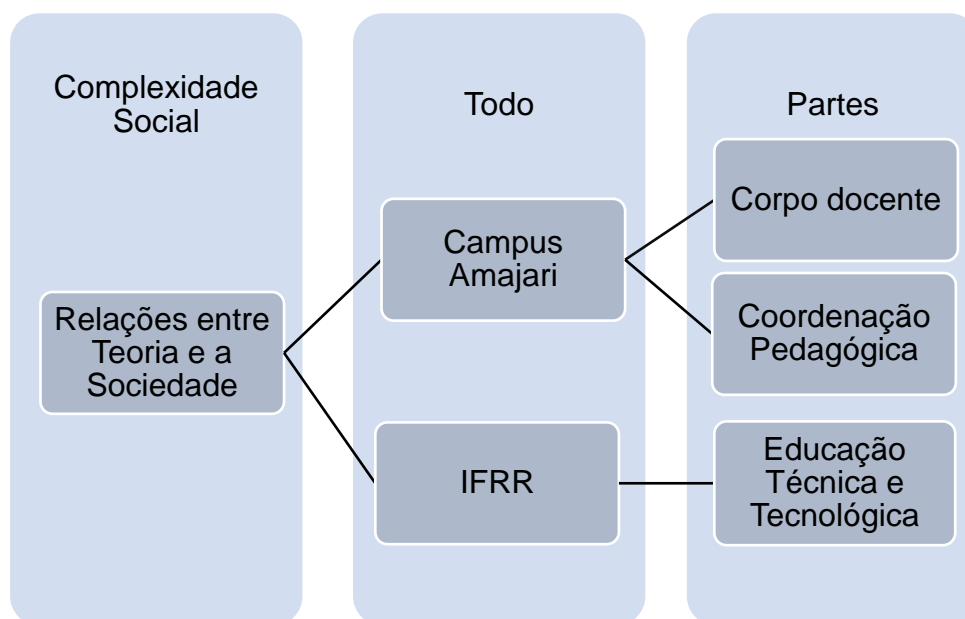 Complexidade
Social
Todo
Partes
Relações entre
Teoria e a
Sociedade
Campus
Amajari
IFRR
Corpo docente
Coordenação
Pedagógica
Educação
Técnica e
Tecnológica